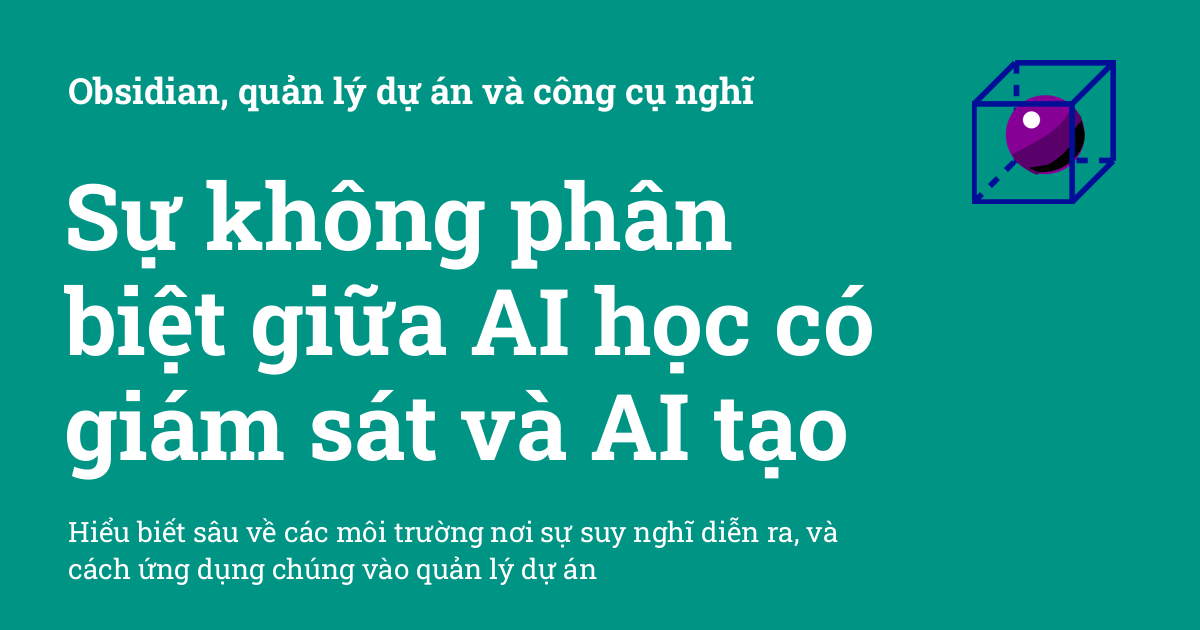 Obsidian, quản lý dự án và công cụ nghĩ
Sự không phân
biệt giữa AI học có
giám sát và AI tạo
Hiểu biết sâu về các môi trường nơi sự suy nghĩ diễn ra, và
cách ứng dụng chúng vào quản lý dự án